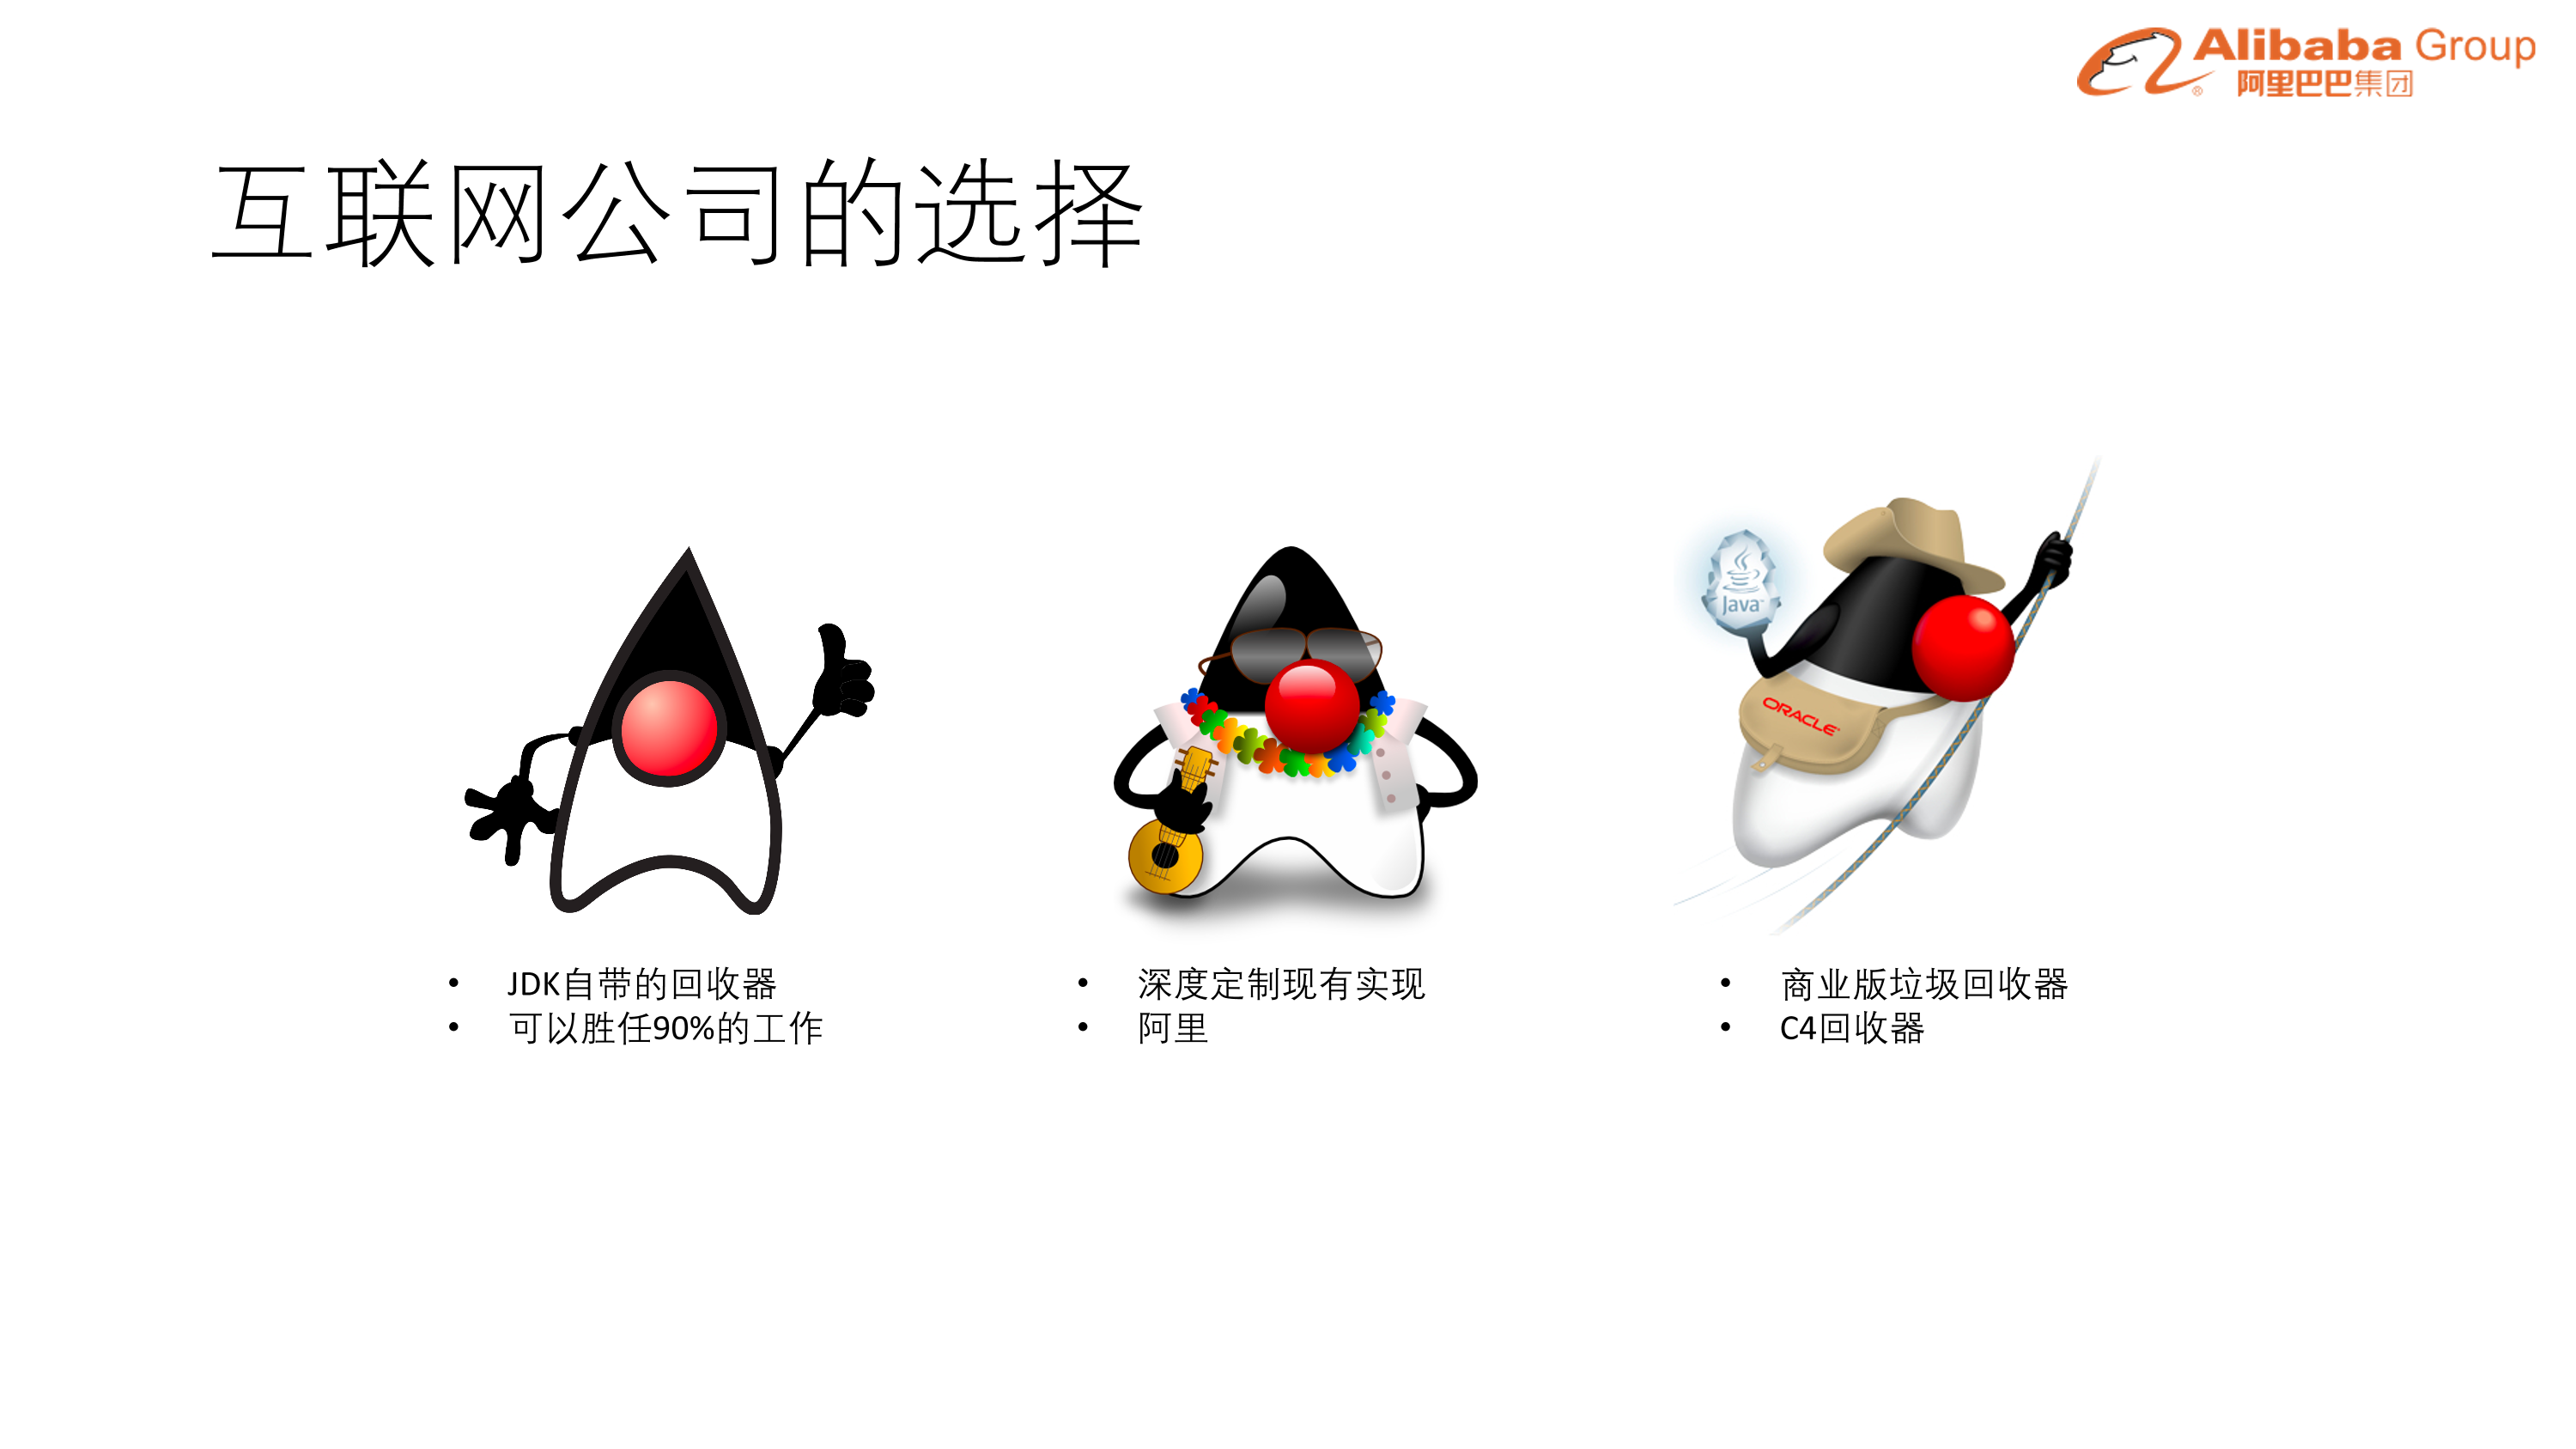 Alibaba Group
阿里巴巴集团
互联网公司的选择
Java
ORACLE
• JDK自带的回收器
• 可以胜任90%的工作
• 深度定制现有实现
• 阿里
• 商业版垃圾回收器
• C4回收器